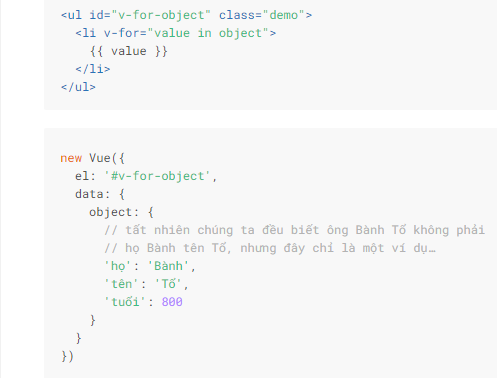 <ul id="v-for-object" class="demo">
  <li v-for="value in object">
    {{ value }}
  </li>
</ul>
new Vue({
  el: '#v-for-object',
  data: {
    object: {
      // tất nhiên chúng ta đều biết ông Bành Tổ không phải
      // họ Bành tên Tổ, nhưng đây chỉ là một ví dụ…
      'họ': 'Bành',
      'tên': 'Tổ',
      'tuổi': 800
    }
  }
})